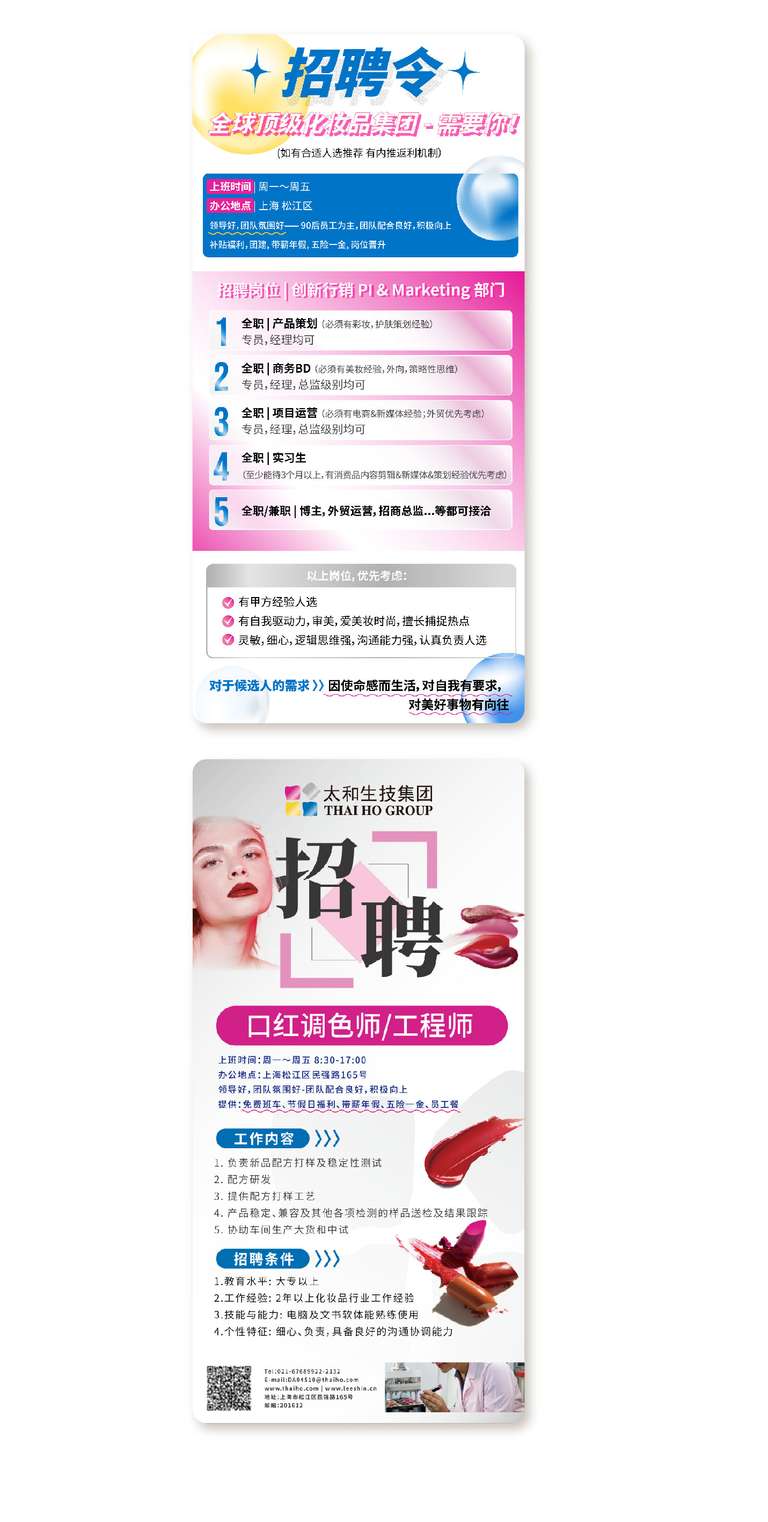 招聘令
全球顶级化妆品集团 - 需要你!
(如有合适人选推荐 有内推返利机制)
上班时间 | 周一～周五
办公地点 | 上海 松江区
领导好, 团队氛围好—— 90后员工为主, 团队配合良好, 积极向上
补贴福利, 团建, 带薪年假, 五险一金, 岗位晋升
招聘岗位 | 创新行销 PI & Marketing 部门
1 全职 | 产品策划 (必须有彩妆, 护肤策划经验)
专员, 经理均可
2 全职 | 商务BD (必须有美妆经验, 外向, 策略性思维)
专员, 经理, 总监级别均可
3 全职 | 项目运营 (必须有电商&新媒体经验; 外贸优先考虑)
专员, 经理, 总监级别均可
4 全职 | 实习生
(至少能待3个月以上, 有消费品内容剪辑&新媒体&策划经验优先考虑)
5 全职/兼职 | 博主, 外贸运营, 招商总监...等都可接洽
以上岗位, 优先考虑:
有甲方经验人选
有自我驱动力, 审美, 爱美妆时尚, 擅长捕捉热点
灵敏, 细心, 逻辑思维强, 沟通能力强, 认真负责人选
对于候选人的需求 》 因使命感而生活, 对自我有要求,
对美好事物有向往
太和生技集团
THAI HO GROUP
招聘
口红调色师/工程师
上班时间: 周一～周五 8:30-17:00
办公地点: 上海松江区民强路165号
领导好, 团队氛围好-团队配合良好, 积极向上
提供: 免费班车、节假日福利、带薪年假、五险一金、员工餐
工作内容 》》》
1. 负责新品配方打样及稳定性测试
2. 配方研发
3. 提供配方打样工艺
4. 产品稳定、兼容及其他各项检测的样品送检及结果跟踪
5. 协助车间生产大货和中试
招聘条件 》》》
1.教育水平: 大专以上
2.工作经验: 2年以上化妆品行业工作经验
3.技能与能力: 电脑及文书软体能熟练使用
4.个性特征: 细心、负责, 具备良好的沟通协调能力
Tel:021-67689922-2132
E-mail:DA04510@thaiho.com
www.thaiho.com | www.leeshin.cn
地址: 上海市松江区民强路165号
邮编: 201612